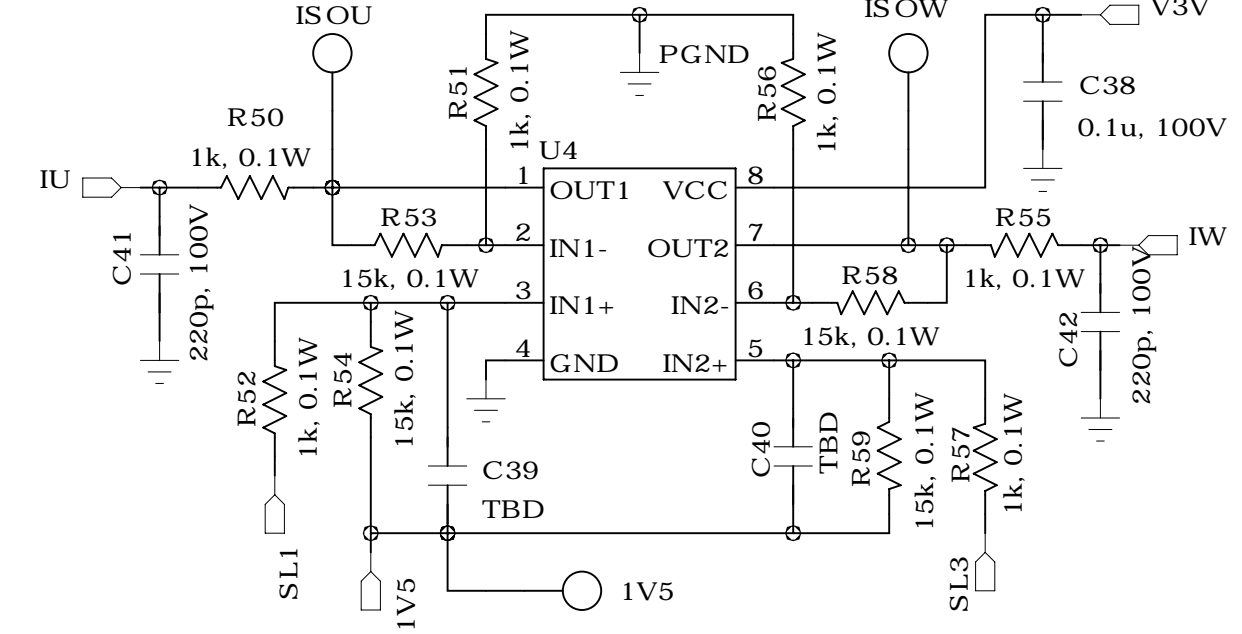 ISOU
ISOW
V3V
PGND
R51
1k, 0.1W
R56
1k, 0.1W
C38
0.1u, 100V
R50
1k, 0.1W
U4
IU
1
OUT1
VCC
8
R53
15k, 0.1W
2
IN1-
OUT2
7
R55
1k, 0.1W
IW
C41
220p, 100V
3
IN1+
IN2-
6
R58
15k, 0.1W
C42
220p, 100V
4
GND
IN2+
5
R52
1k, 0.1W
R54
15k, 0.1W
C39
TBD
C40
TBD
R59
15k, 0.1W
R57
1k, 0.1W
SL1
1V5
1V5
SL3